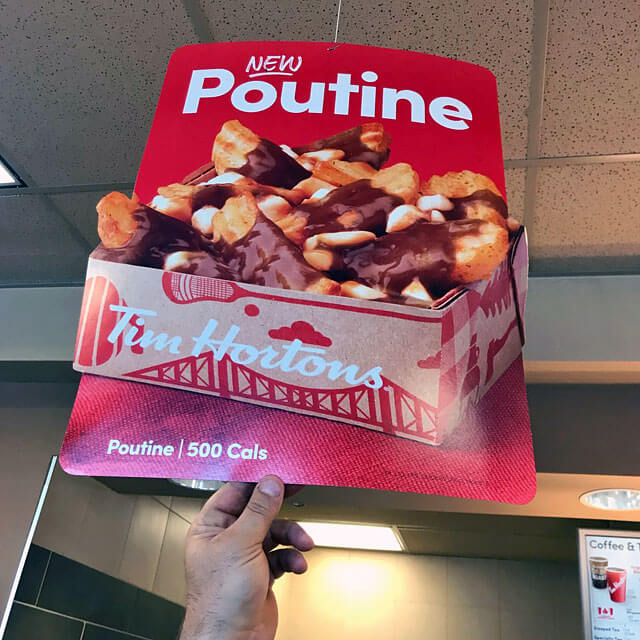 NEW
Poutine
Tim Hortons
Poutine | 500 Cals
Coffee &